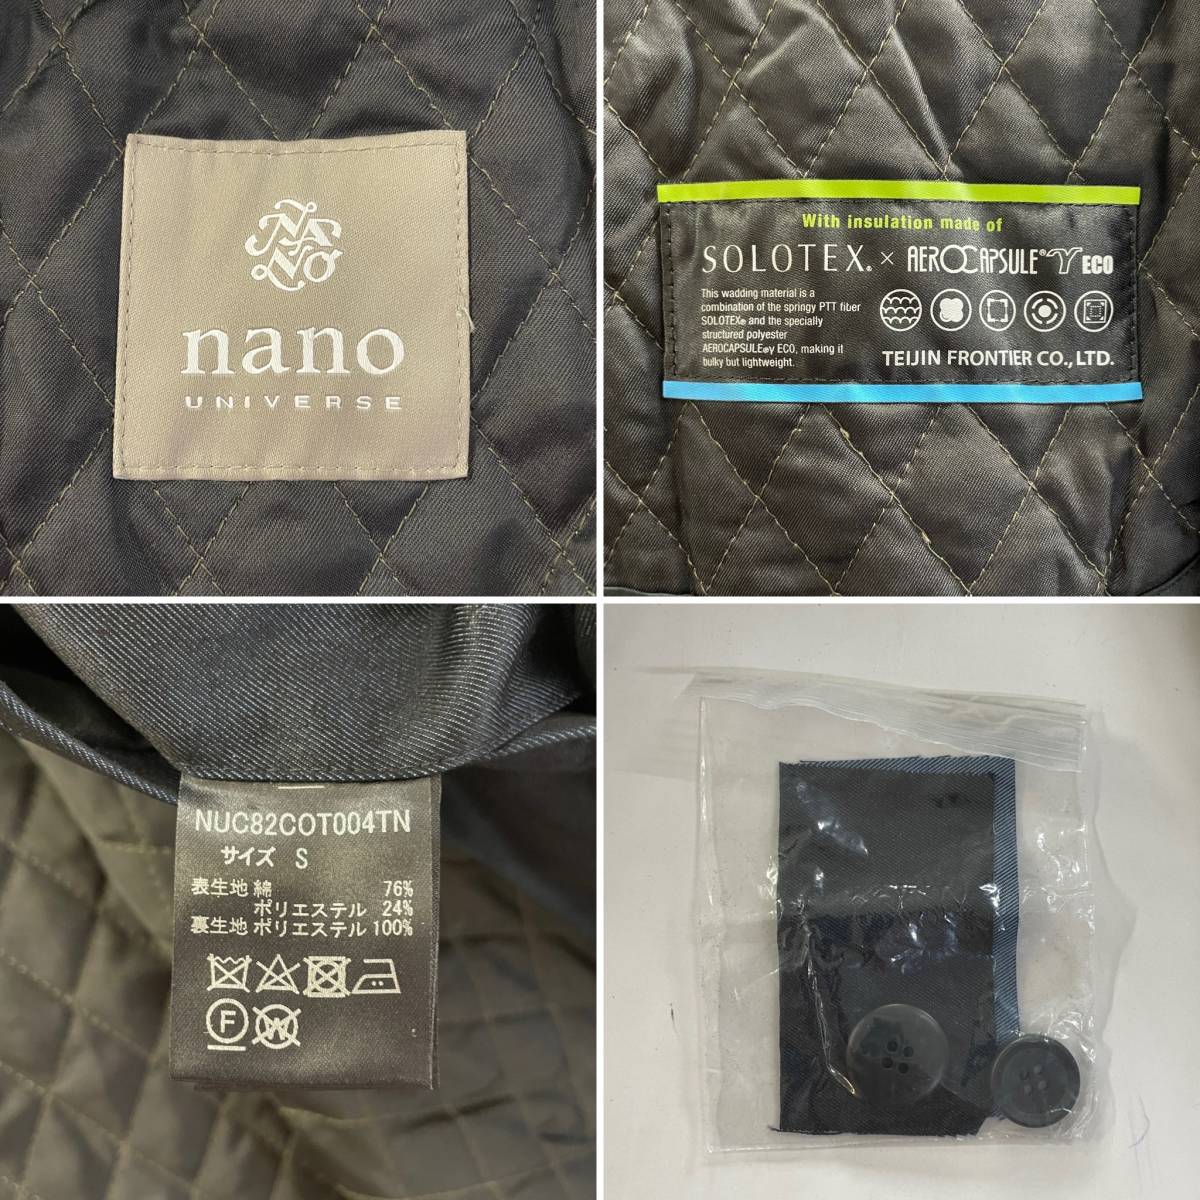 NA
NO
nano
UNIVERSE
With insulation made of
SOLOTEX® × AEROCAPSULE®γ ECO
This wadding material is a
combination of the springy PTT fiber
SOLOTEX® and the specially
structured polyester
AEROCAPSULE®γ ECO, making it
bulky but lightweight.
TEIJIN FRONTIER CO., LTD.
NUC82COT004TN
サイズ S
表生地 綿 76%
ポリエステル 24%
裏生地 ポリエステル 100%
F
W